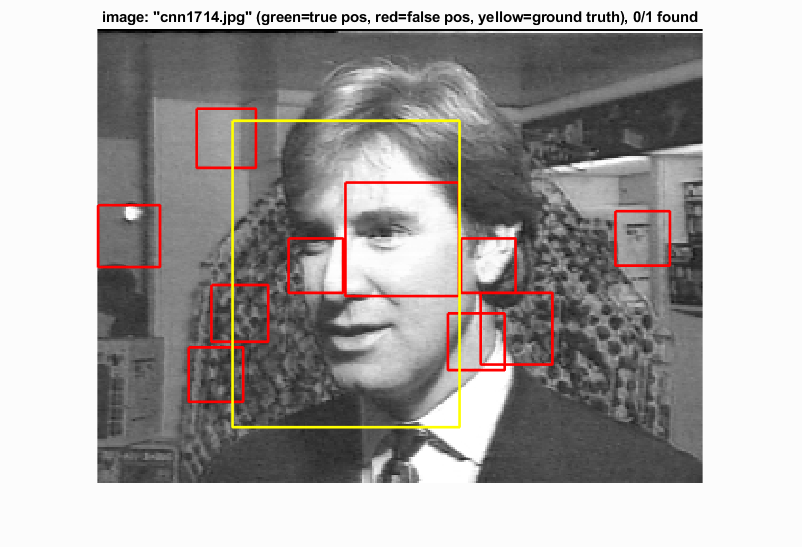 image: "cnn1714.jpg" (green=true pos, red=false pos, yellow=ground truth), 0/1 found